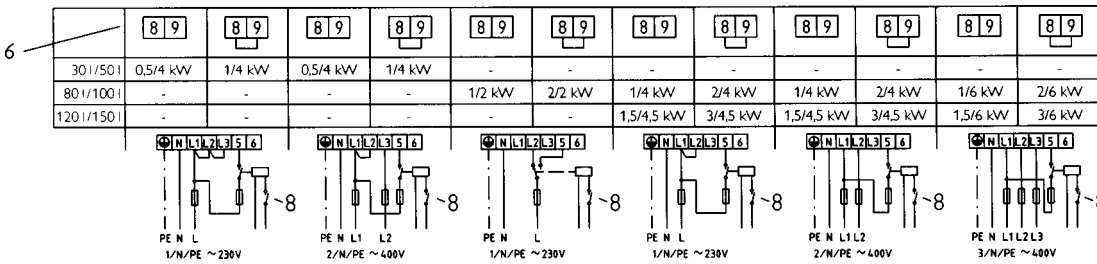 8 9 8 9 8 9 8 9 8 9 8 9 8 9 8 9 8 9 8 9 8 9 8 9
6
30 l/50 l 0,5/4 kW 1/4 kW 0,5/4 kW 1/4 kW - - - - - - - -
80 l/100 l - - - - 1/2 kW 2/2 kW 1/4 kW 2/4 kW 1/4 kW 2/4 kW 1/6 kW 2/6 kW
120 l/150 l - - - - - - 1,5/4,5 kW 3/4,5 kW 1,5/4,5 kW 3/4,5 kW 1,5/6 kW 3/6 kW
N L1 L2 L3 5 6 N L1 L2 L3 5 6 N L1 L2 L3 5 6 N L1 L2 L3 5 6 N L1 L2 L3 5 6 N L1 L2 L3 5 6
8 8 8 8 8 8
PE N L PE N L1 L2 PE N L PE N L PE N L1 L2 PE N L1 L2 L3
1/N/PE ~ 230V 2/N/PE ~ 400V 1/N/PE ~ 230V 1/N/PE ~ 230V 2/N/PE ~ 400V 3/N/PE ~ 400V